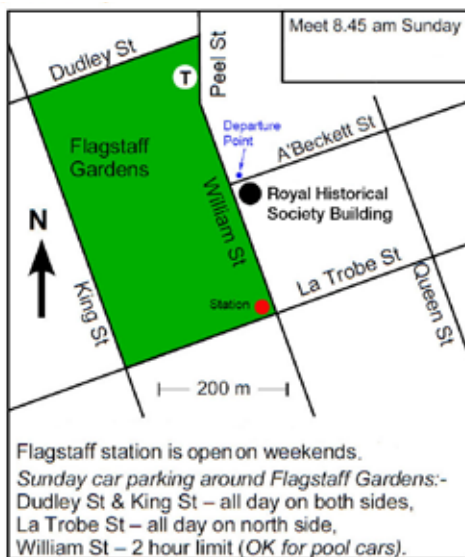 Meet 8.45 am Sunday
Dudley St
Peel St
T
Departure
Point
A'Beckett St
Flagstaff
Gardens
Royal Historical
Society Building
William St
N
La Trobe St
King St
Station
Queen St
200 m
Flagstaff station is open on weekends.
Sunday car parking around Flagstaff Gardens:-
Dudley St & King St – all day on both sides,
La Trobe St – all day on north side,
William St – 2 hour limit (OK for pool cars).